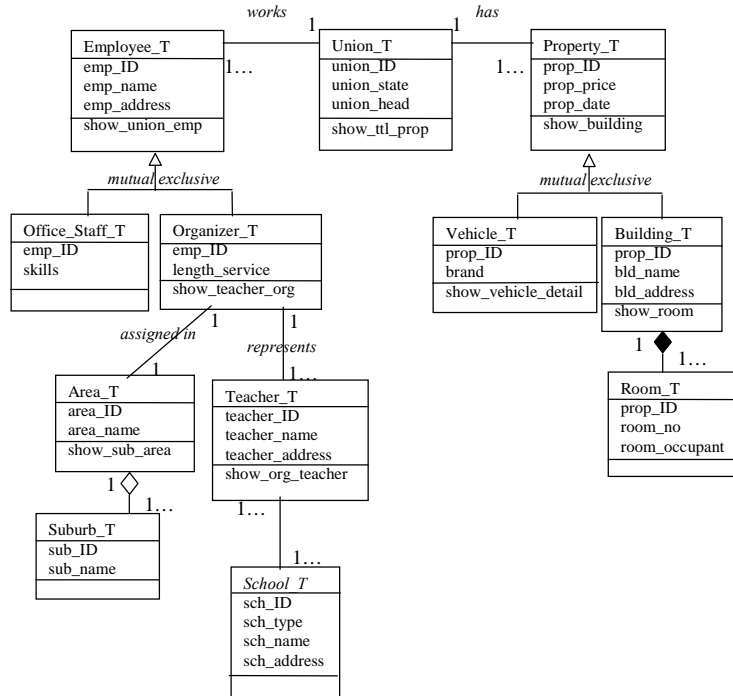 works
has
1
1
Employee_T
emp_ID
emp_name
emp_address
show_union_emp
1…
Union_T
union_ID
union_state
union_head
show_ttl_prop
1…
Property_T
prop_ID
prop_price
prop_date
show_building
mutual exclusive
mutual exclusive
Office_Staff_T
emp_ID
skills
Organizer_T
emp_ID
length_service
show_teacher_org
Vehicle_T
prop_ID
brand
show_vehicle_detail
Building_T
prop_ID
bld_name
bld_address
show_room
1
1
assigned in
represents
1
1…
1
1…
Area_T
area_ID
area_name
show_sub_area
Teacher_T
teacher_ID
teacher_name
teacher_address
show_org_teacher
Room_T
prop_ID
room_no
room_occupant
1
1…
1…
Suburb_T
sub_ID
sub_name
1…
School_T
sch_ID
sch_type
sch_name
sch_address